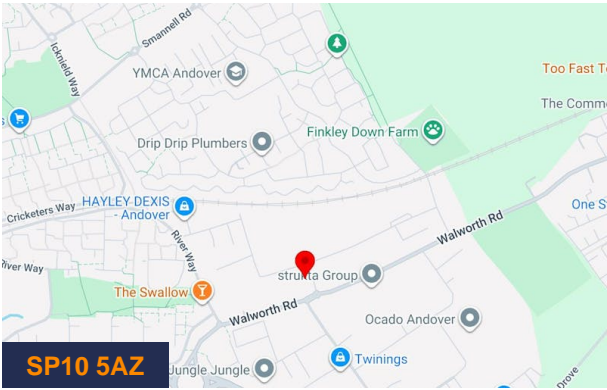 Smannell Rd
Icknield Way
YMCA Andover
Too Fast T
The Comm
Drip Drip Plumbers
Finkley Down Farm
HAYLEY DEXIS
- Andover
Cricketers Way
One S
Walworth Rd
River Way
River Way
strukta Group
The Swallow
Walworth Rd
Ocado Andover
SP10 5AZ
Jungle Jungle
Twinings
Drove